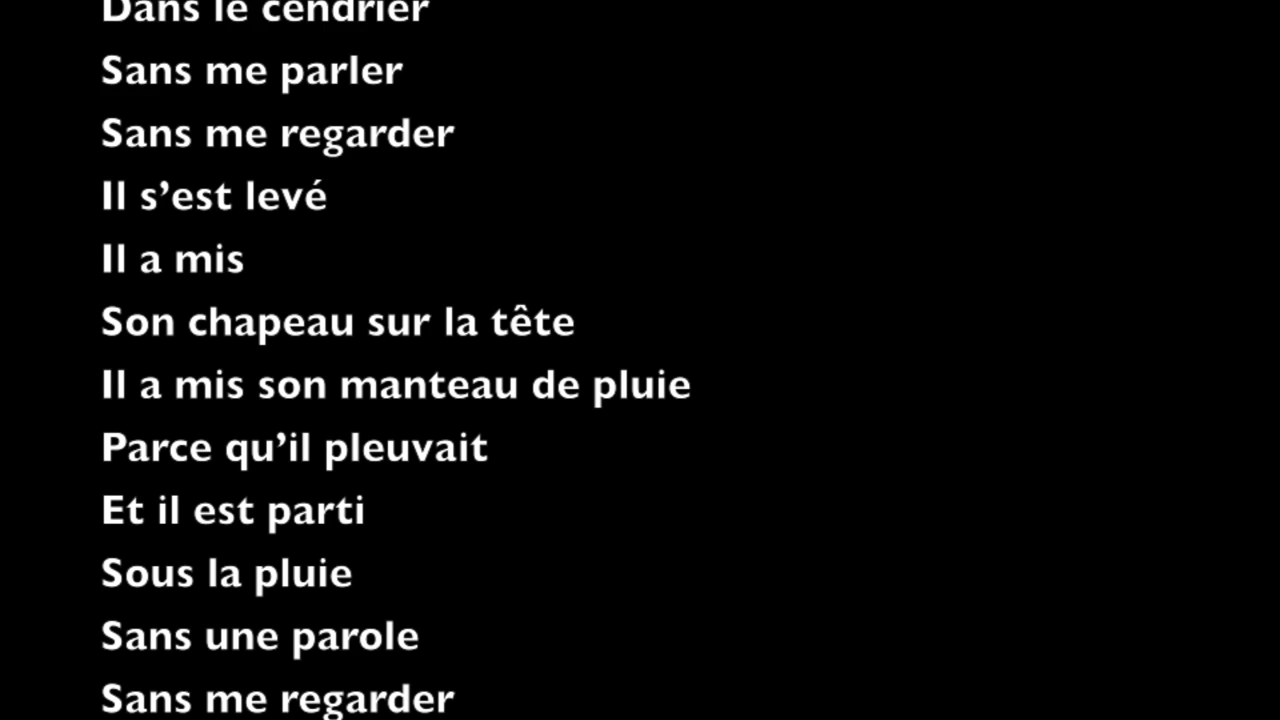 Dans le cendrier
Sans me parler
Sans me regarder
Il s’est levé
Il a mis
Son chapeau sur la tête
Il a mis son manteau de pluie
Parce qu’il pleuvait
Et il est parti
Sous la pluie
Sans une parole
Sans me regarder